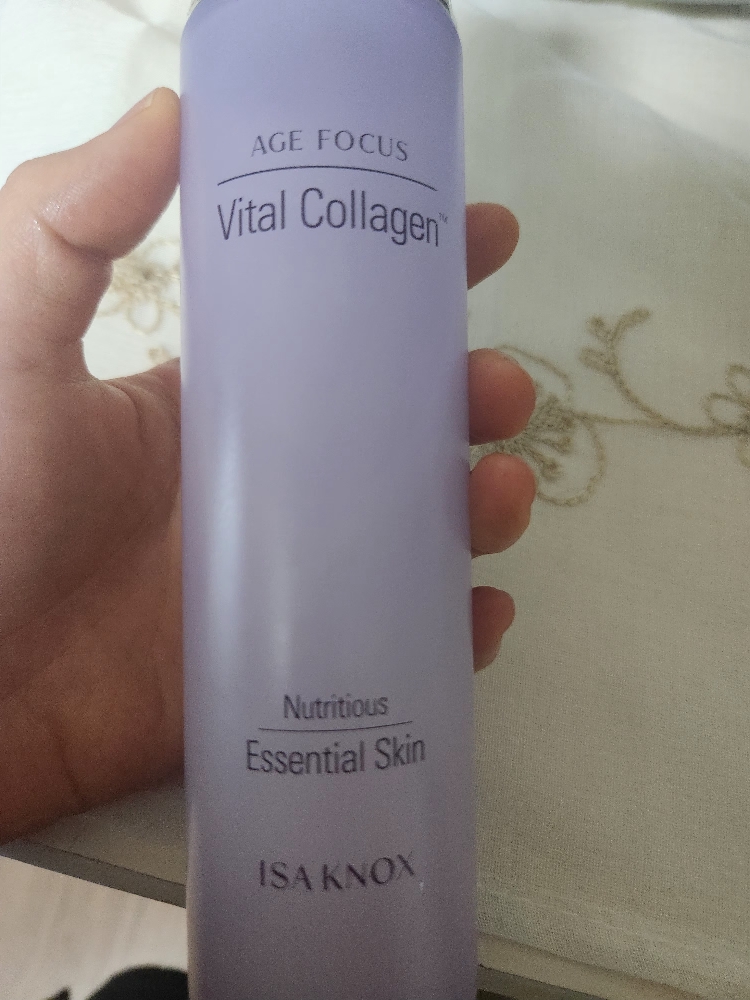 AGE FOCUS
Vital Collagen™
Nutritious
Essential Skin
ISA KNOX